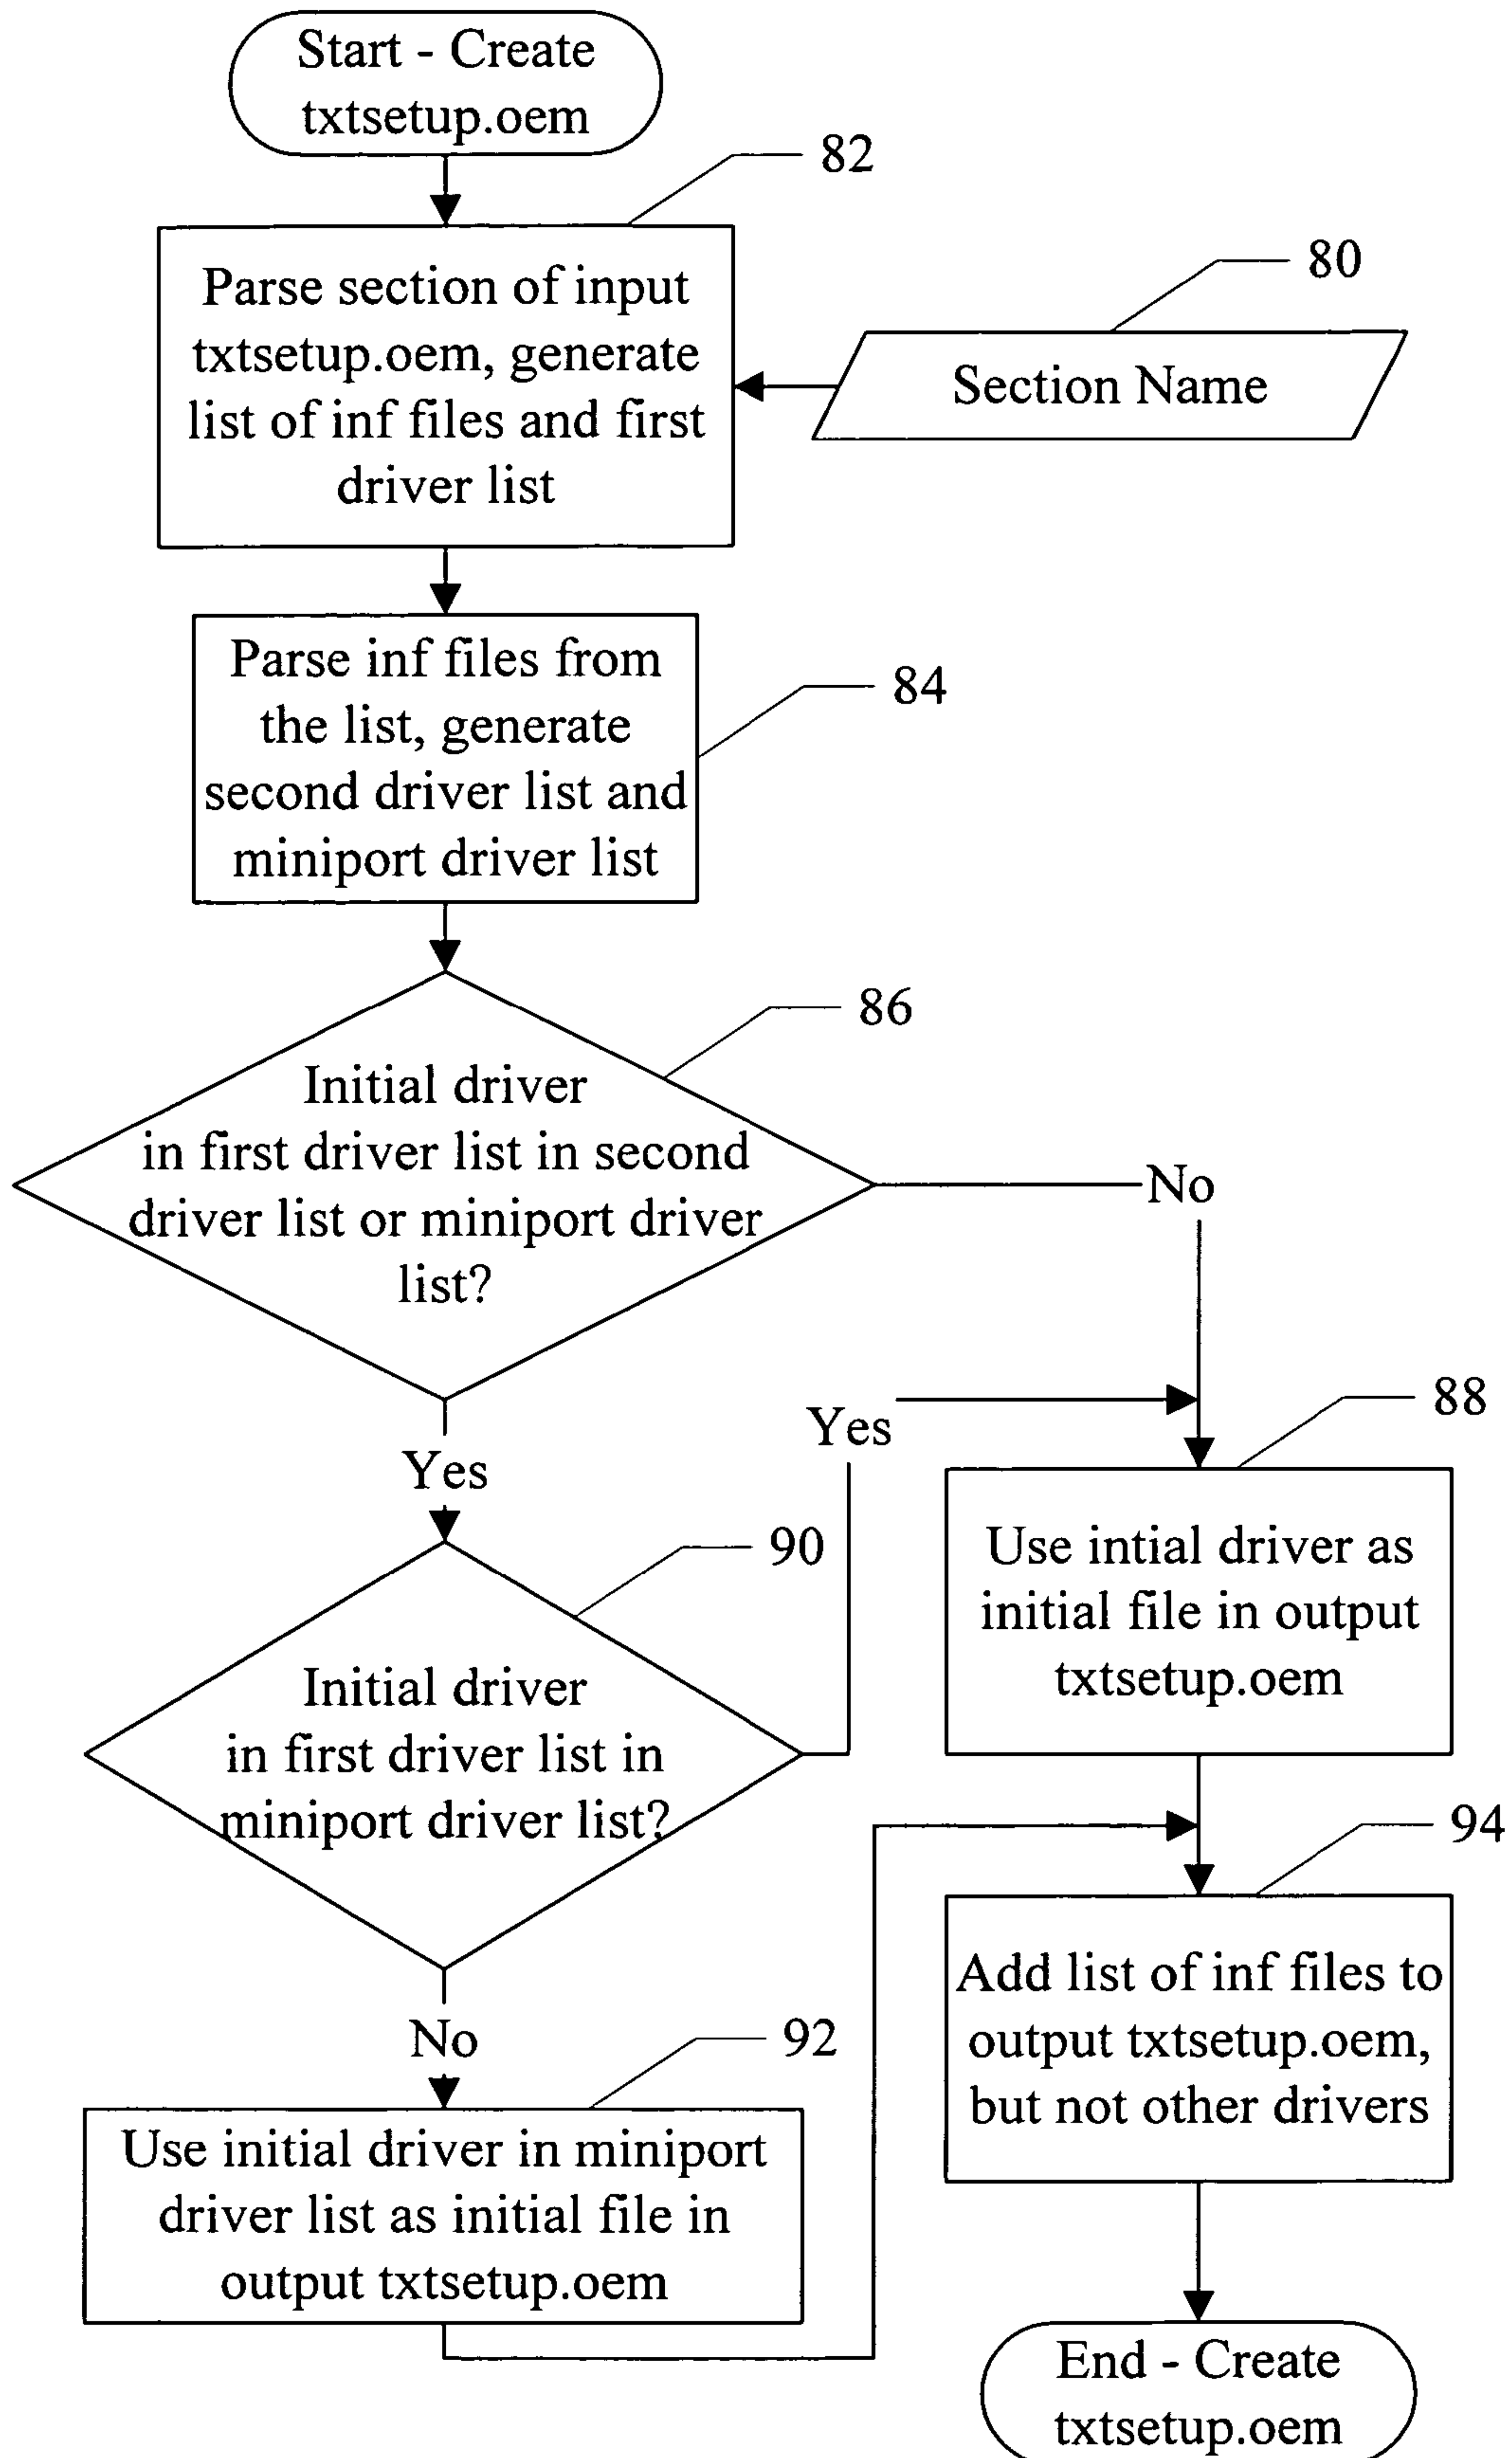 Start - Create
txtsetup.oem
82
Parse section of input
txtsetup.oem, generate
list of inf files and first
driver list
80
Section Name
Parse inf files from
the list, generate
second driver list and
miniport driver list
84
86
Initial driver
in first driver list in second
driver list or miniport driver
list?
No
Yes
Yes
88
Use intial driver as
initial file in output
txtsetup.oem
90
Initial driver
in first driver list in
miniport driver list?
94
Add list of inf files to
output txtsetup.oem,
but not other drivers
No
92
Use initial driver in miniport
driver list as initial file in
output txtsetup.oem
End - Create
txtsetup.oem